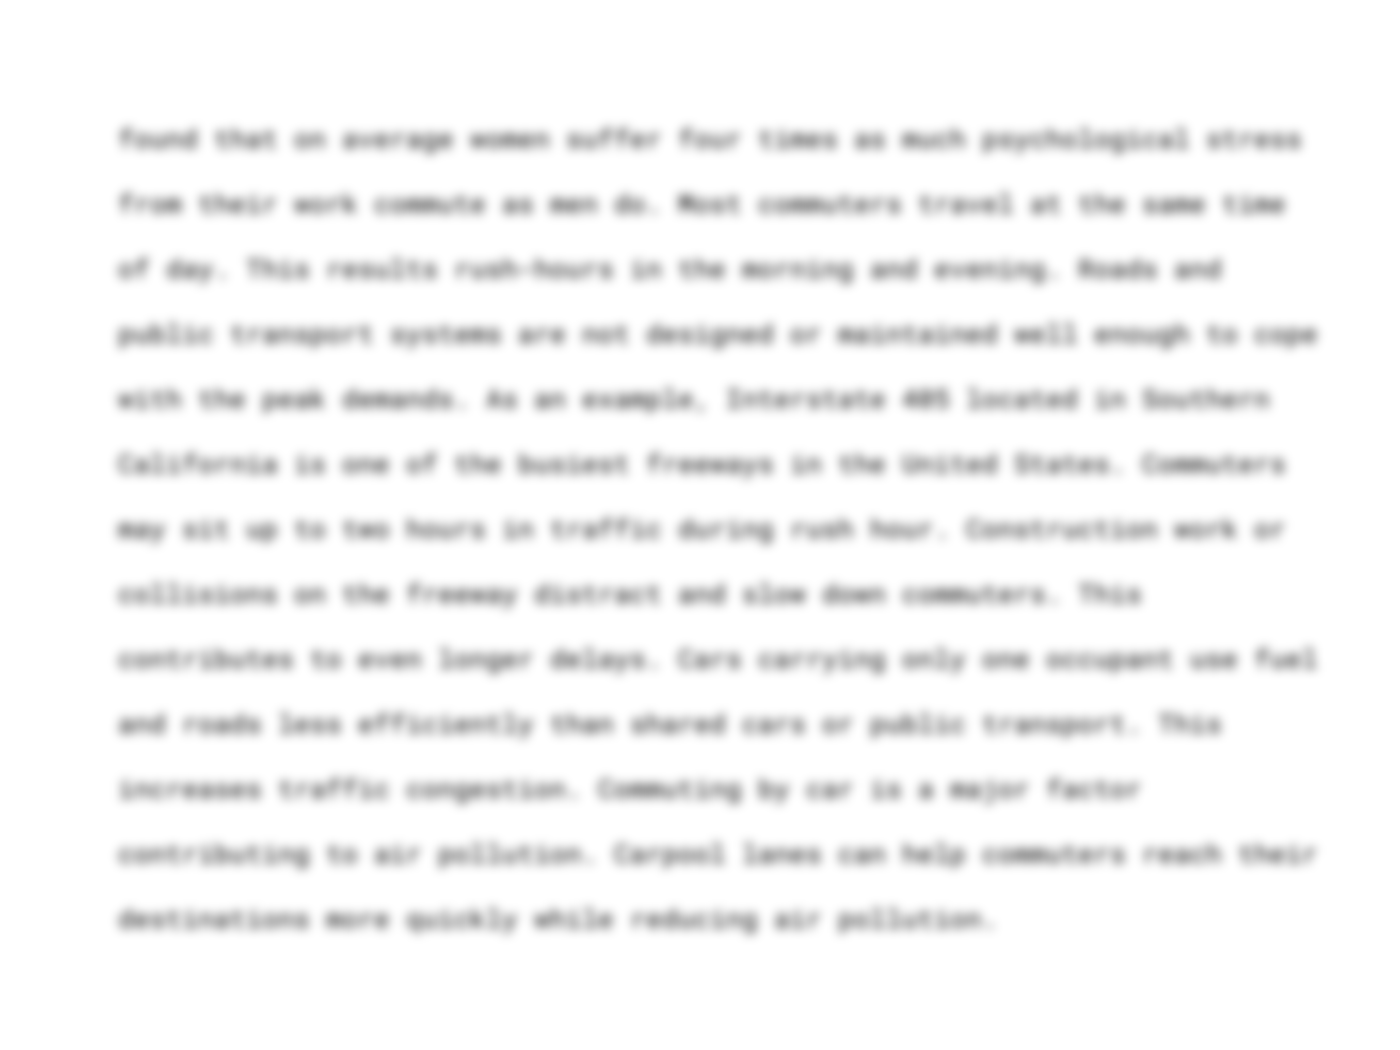 found that on average women suffer four times as much psychological stress
from their work commute as men do. Most commuters travel at the same time
of day. This results rush-hours in the morning and evening. Roads and
public transport systems are not designed or maintained well enough to cope
with the peak demands. As an example, Interstate 405 located in Southern
California is one of the busiest freeways in the United States. Commuters
may sit up to two hours in traffic during rush hour. Construction work or
collisions on the freeway distract and slow down commuters. This
contributes to even longer delays. Cars carrying only one occupant use fuel
and roads less efficiently than shared cars or public transport. This
increases traffic congestion. Commuting by car is a major factor
contributing to air pollution. Carpool lanes can help commuters reach their
destinations more quickly while reducing air pollution.